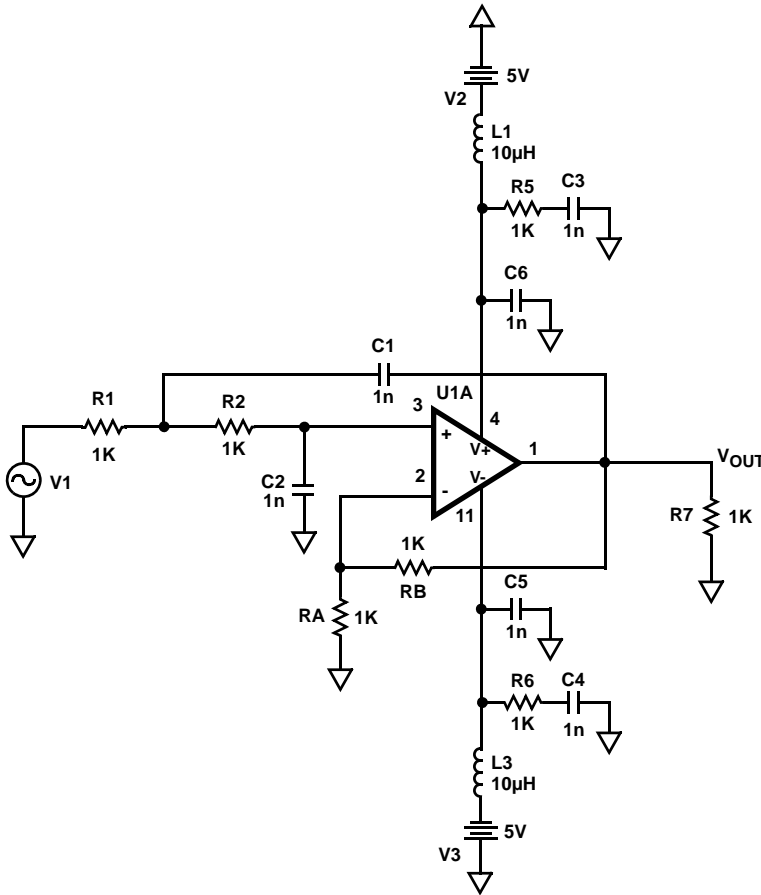 5V
V2
L1
10µH
R5
C3
1K
1n
C6
1n
C1
1n
U1A
R1
R2
3
4
1K
1K
+
V+
1
VOUT
V1
C2
1n
2
-
V-
11
R7
1K
1K
RB
C5
1n
RA
1K
R6
C4
1K
1n
L3
10µH
5V
V3